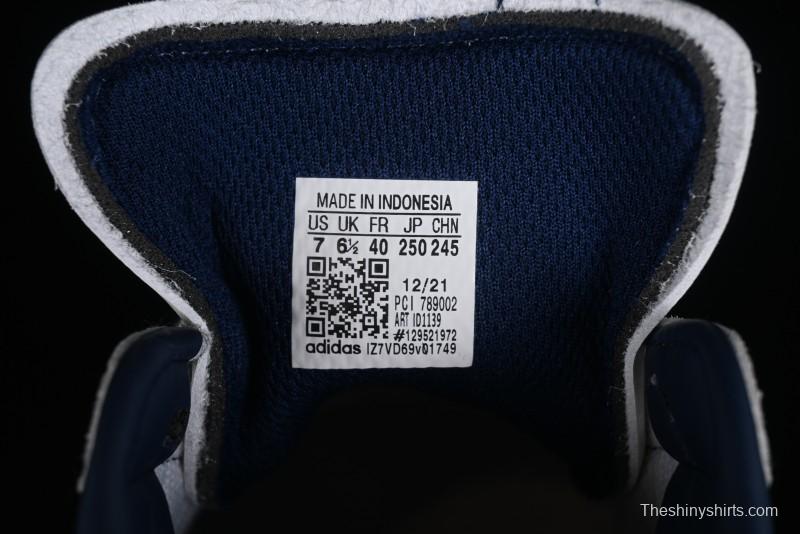 MADE IN INDONESIA
US UK FR JP CHN
7 6½ 40 250 245
12/21
PCI 789002
ART ID1139
#129521972
adidas IZ7VD69v01749
Theshinyshirts.com